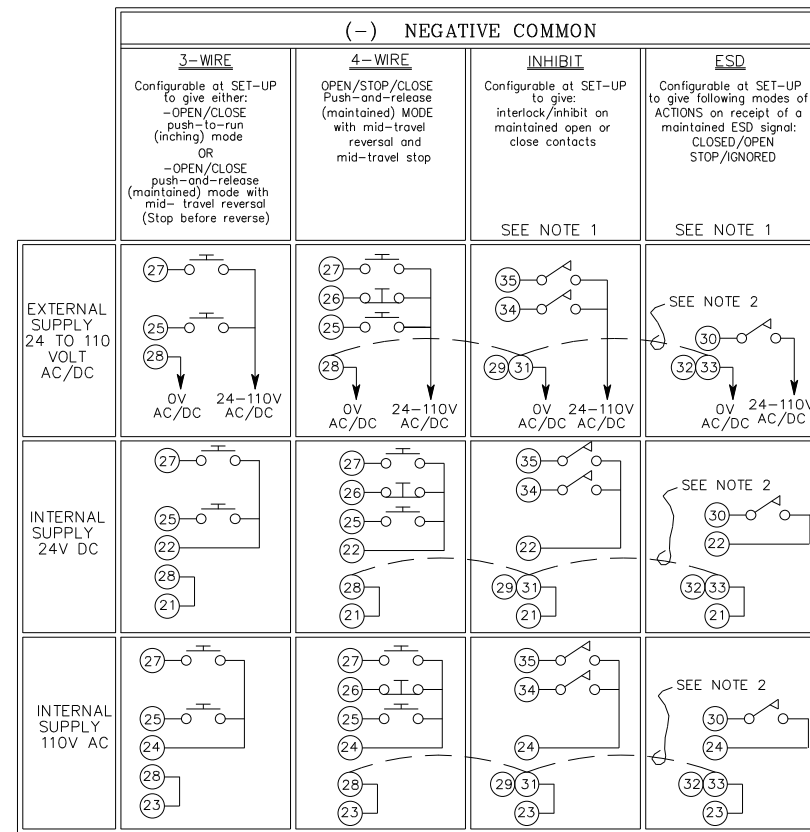 (-) NEGATIVE COMMON
3-WIRE
Configurable at SET-UP
to give either:
-OPEN/CLOSE
push-to-run
(inching) mode
OR
-OPEN/CLOSE
push-and-release
(maintained) mode with
mid- travel reversal
(Stop before reverse)
4-WIRE
OPEN/STOP/CLOSE
Push-and-release
(maintained) MODE
with mid-travel
reversal and
mid-travel stop
INHIBIT
Configurable at SET-UP
to give:
interlock/inhibit on
maintained open or
close contacts
SEE NOTE 1
ESD
Configurable at SET-UP
to give following modes of
ACTIONS on receipt of a
maintained ESD signal:
CLOSED/OPEN
STOP/IGNORED
SEE NOTE 1
EXTERNAL
SUPPLY
24 TO 110
VOLT
AC/DC
27
25
28
0V
AC/DC
24-110V
AC/DC
27
26
25
28
0V
AC/DC
24-110V
AC/DC
35
34
29 31
0V
AC/DC
24-110V
AC/DC
SEE NOTE 2
30
32 33
0V
AC/DC
24-110V
AC/DC
INTERNAL
SUPPLY
24V DC
27
25
22
28
21
27
26
25
22
28
21
35
34
22
29 31
21
SEE NOTE 2
30
22
32 33
21
INTERNAL
SUPPLY
110V AC
27
25
24
28
23
27
26
25
24
28
23
35
34
24
29 31
23
SEE NOTE 2
30
24
32 33
23